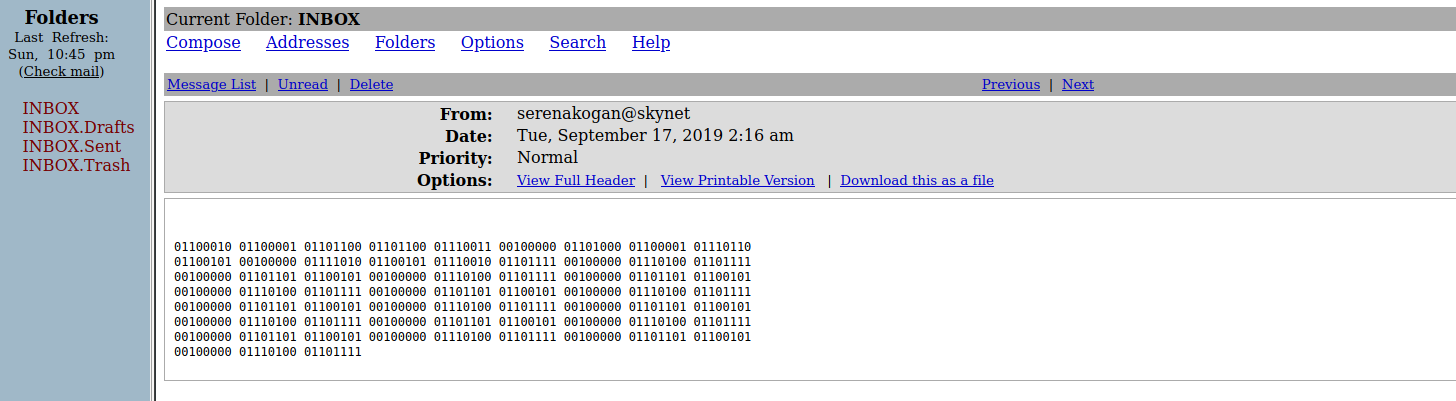 Folders
Last Refresh:
Sun, 10:45 pm
(Check mail)
INBOX
INBOX.Drafts
INBOX.Sent
INBOX.Trash
Current Folder: INBOX
Compose Addresses Folders Options Search Help
Message List | Unread | Delete Previous | Next
From: serenakogan@skynet
Date: Tue, September 17, 2019 2:16 am
Priority: Normal
Options: View Full Header | View Printable Version | Download this as a file
01100010 01100001 01101100 01101100 01110011 00100000 01101000 01100001 01110110
01100101 00100000 01111010 01100101 01110010 01101111 00100000 01110100 01101111
00100000 01101101 01100101 00100000 01110100 01101111 00100000 01101101 01100101
00100000 01110100 01101111 00100000 01101101 01100101 00100000 01110100 01101111
00100000 01101101 01100101 00100000 01110100 01101111 00100000 01101101 01100101
00100000 01110100 01101111 00100000 01101101 01100101 00100000 01110100 01101111
00100000 01101101 01100101 00100000 01110100 01101111 00100000 01101101 01100101
00100000 01110100 01101111